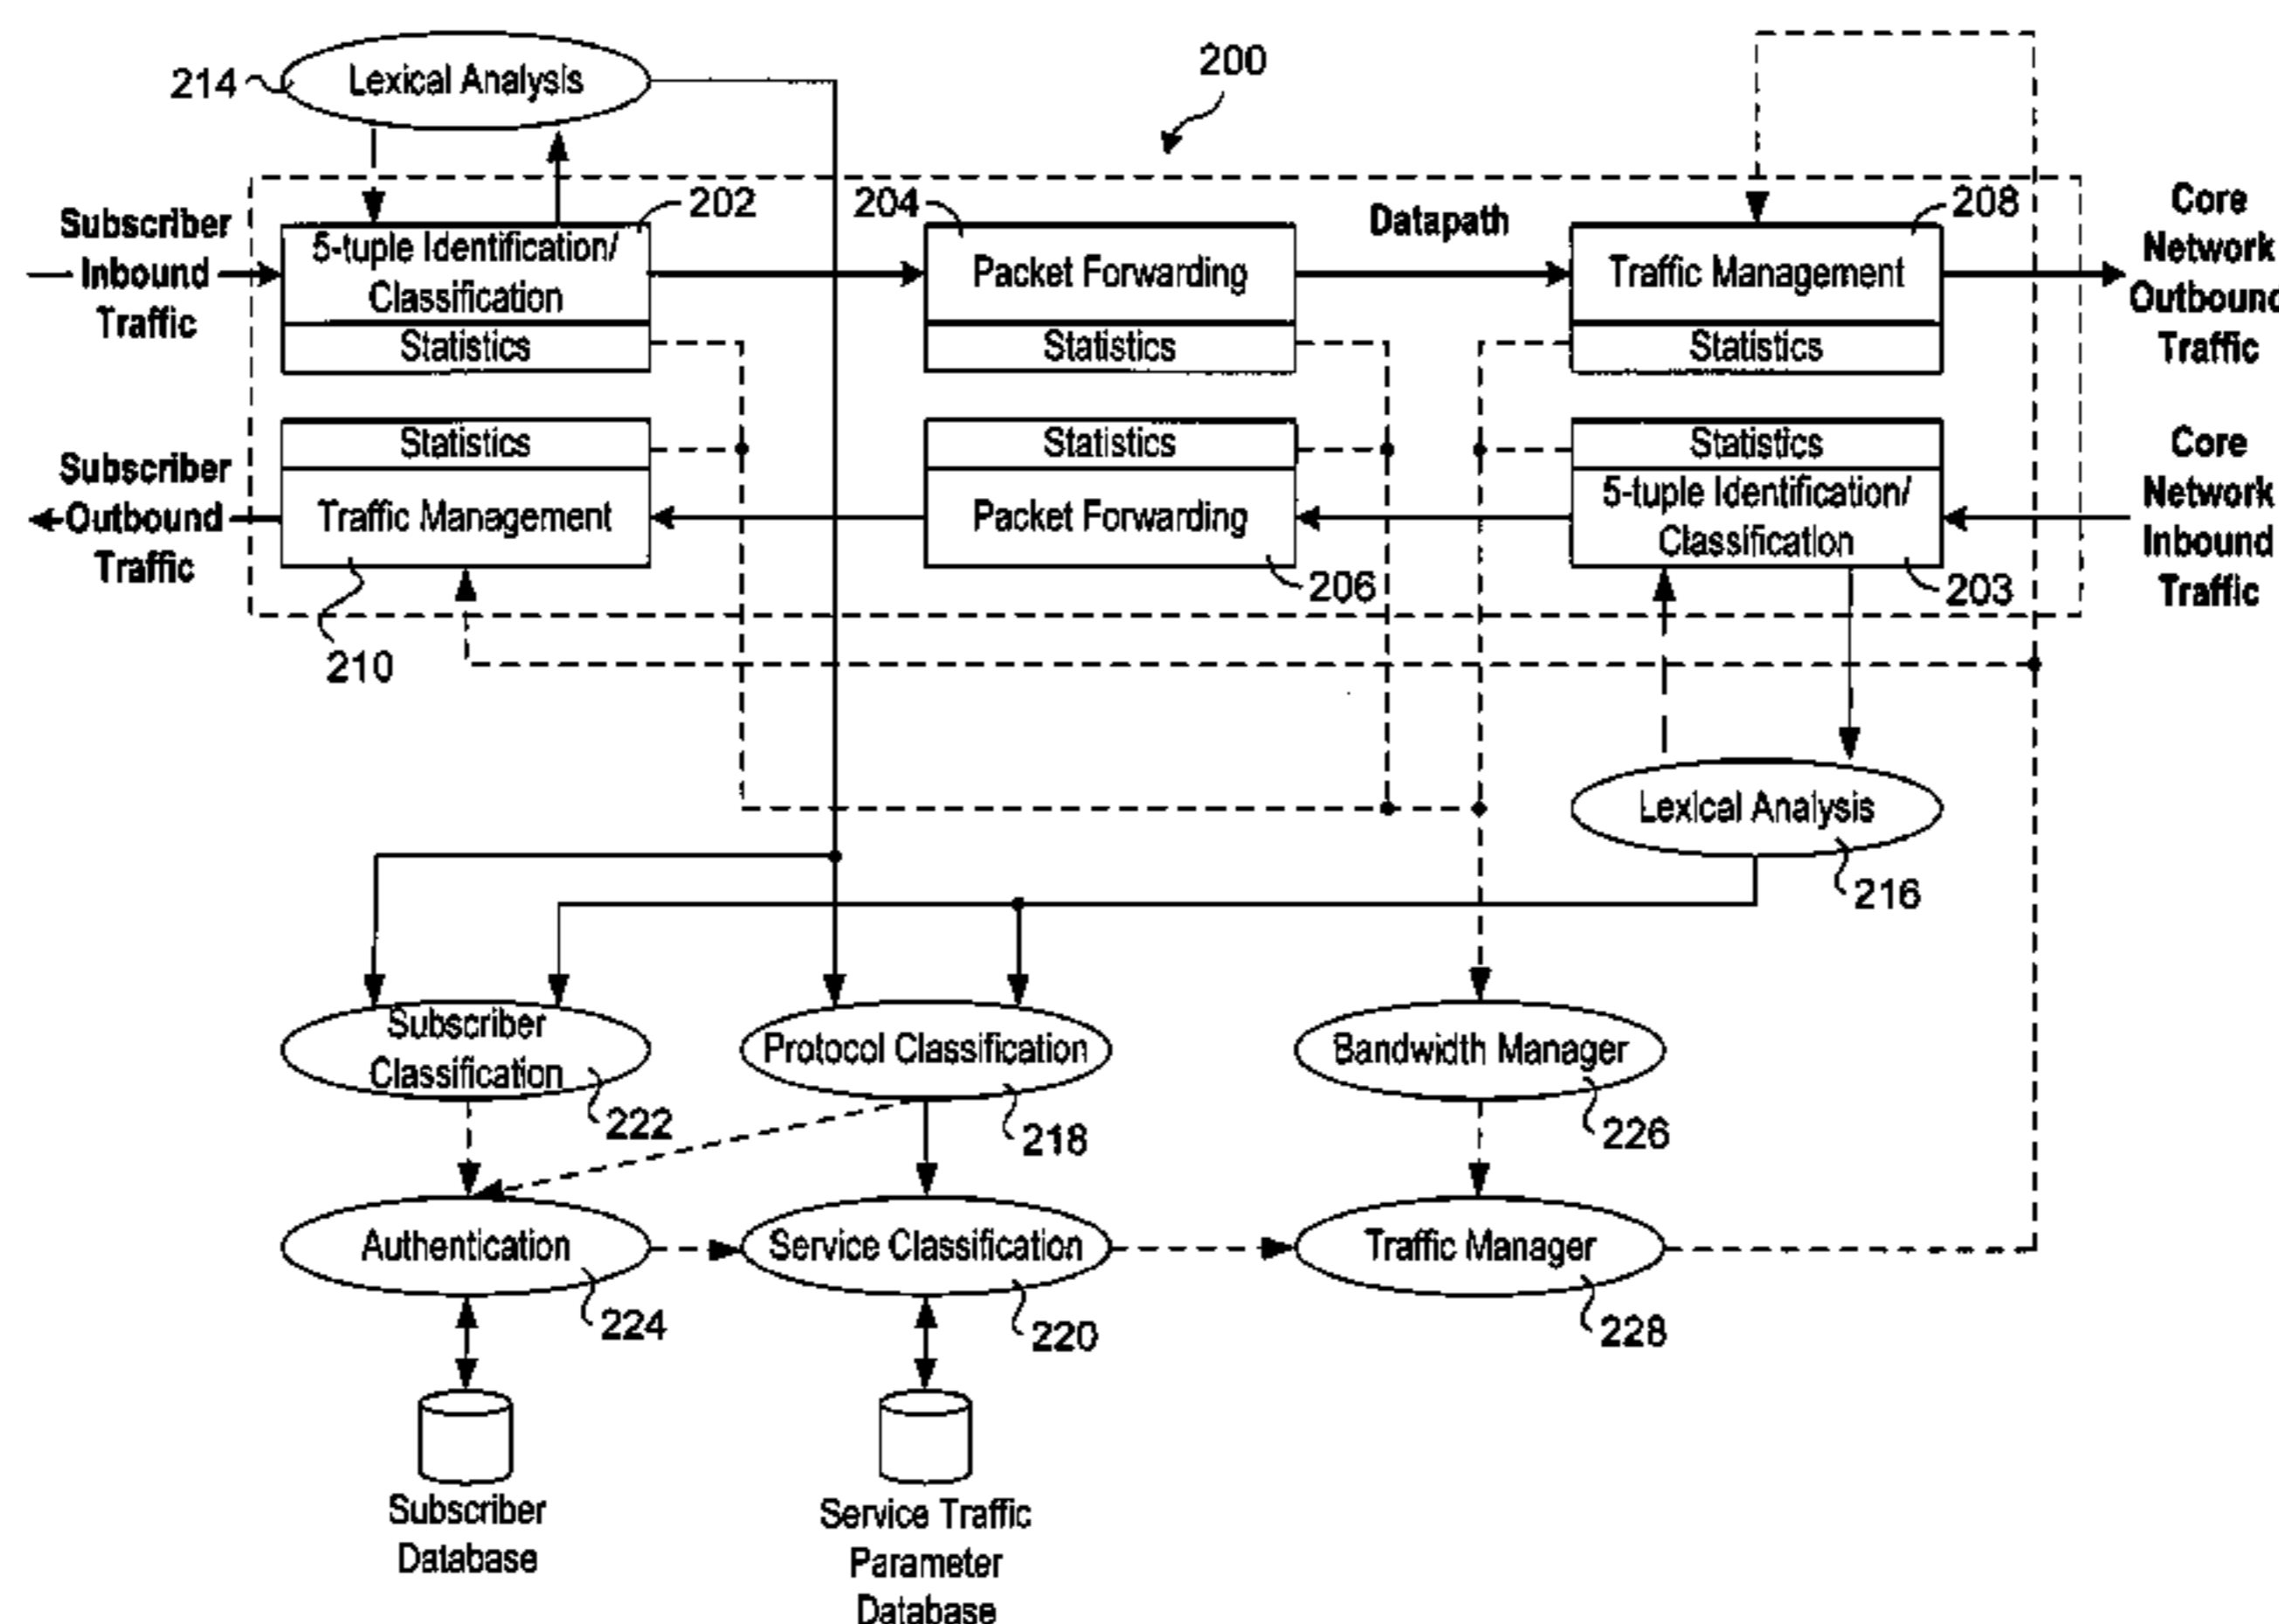 200
214
Lexical Analysis
Subscriber
Inbound
Traffic
202
5-tuple Identification/
Classification
Statistics
204
Packet Forwarding
Statistics
Datapath
208
Traffic Management
Statistics
Core
Network
Outbound
Traffic
Subscriber
Outbound
Traffic
Statistics
Traffic Management
210
Statistics
Packet Forwarding
206
Statistics
5-tuple Identification/
Classification
203
Core
Network
Inbound
Traffic
Lexical Analysis
216
Subscriber
Classification
222
Protocol Classification
218
Bandwidth Manager
226
Authentication
224
Service Classification
220
Traffic Manager
228
Subscriber
Database
Service Traffic
Parameter
Database